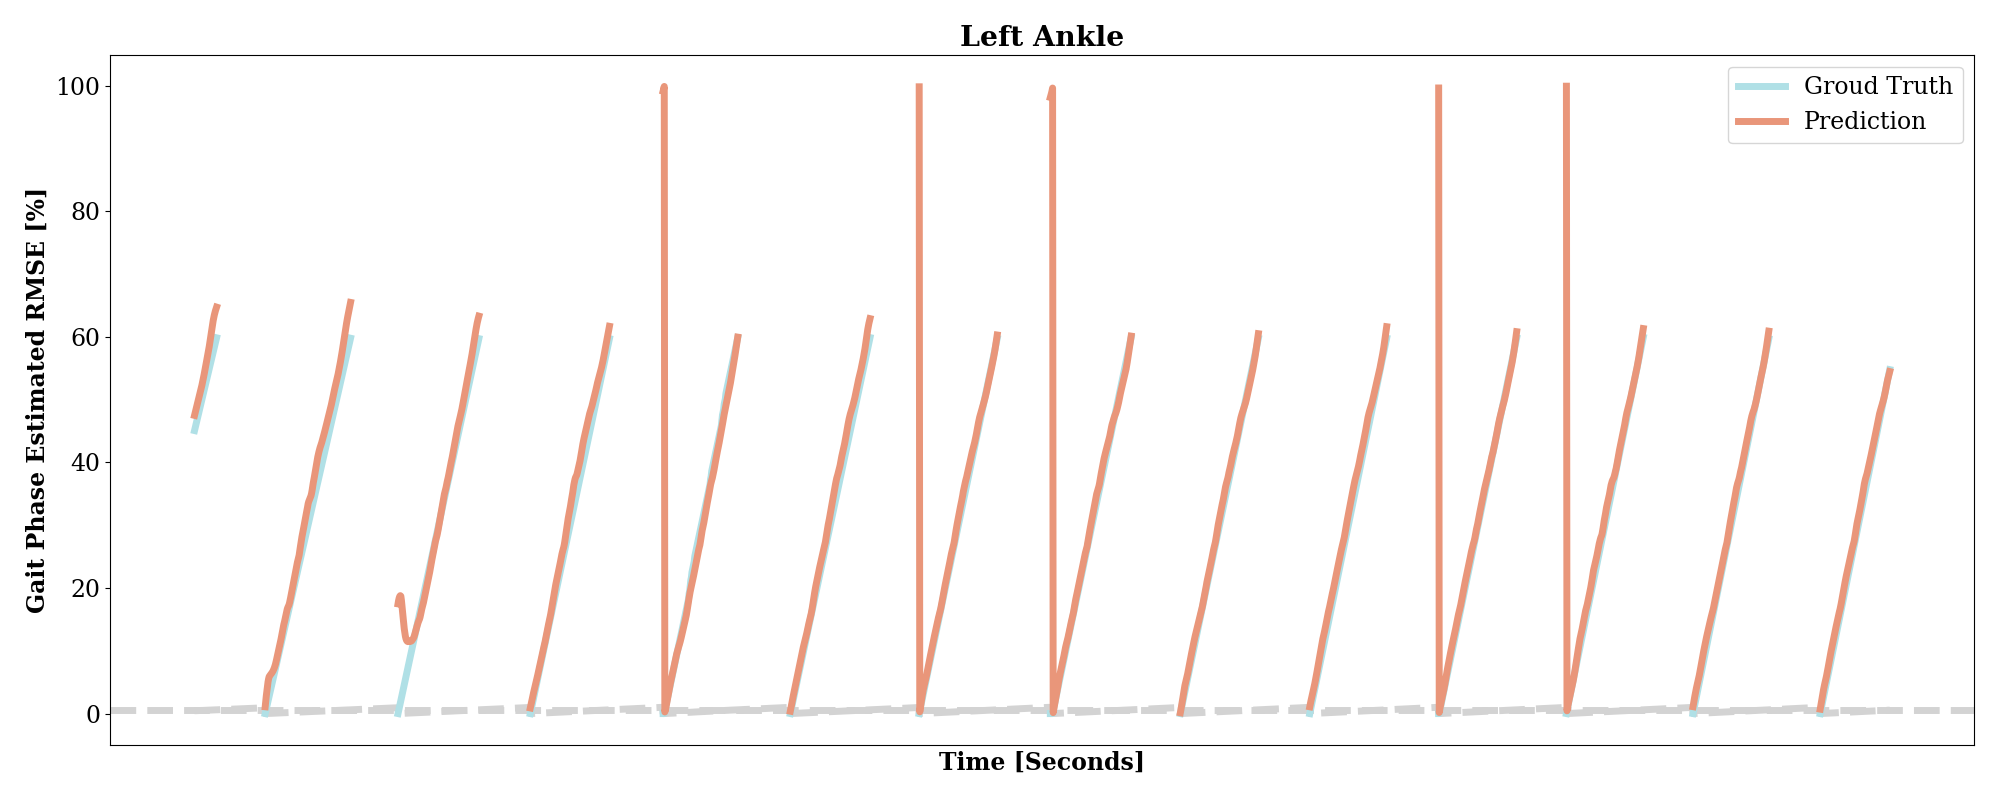 Left Ankle
Gait Phase Estimated RMSE [%]
100
80
60
40
20
0
Groud Truth
Prediction
Time [Seconds]